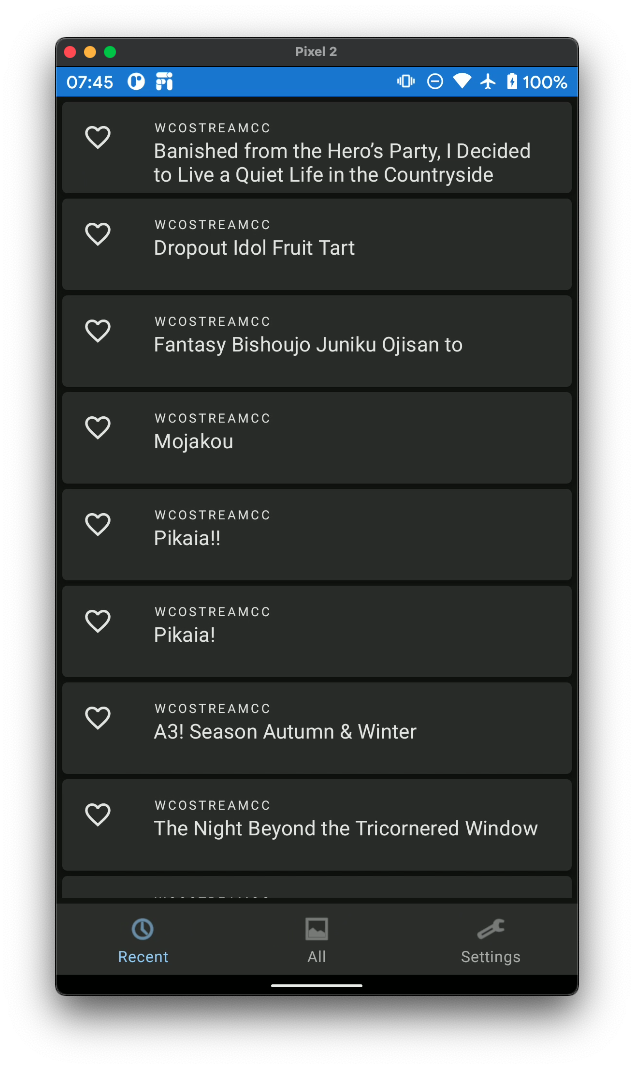 Pixel 2
07:45
100%
WCOSTREAMCC
Banished from the Hero’s Party, I Decided
to Live a Quiet Life in the Countryside
WCOSTREAMCC
Dropout Idol Fruit Tart
WCOSTREAMCC
Fantasy Bishoujo Juniku Ojisan to
WCOSTREAMCC
Mojakou
WCOSTREAMCC
Pikaia!!
WCOSTREAMCC
Pikaia!
WCOSTREAMCC
A3! Season Autumn & Winter
WCOSTREAMCC
The Night Beyond the Tricornered Window
Recent
All
Settings